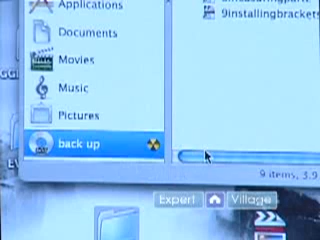 Applications
9installingbrackets
Documents
Movies
Music
Pictures
back up
9 items, 3.9
Expert Village